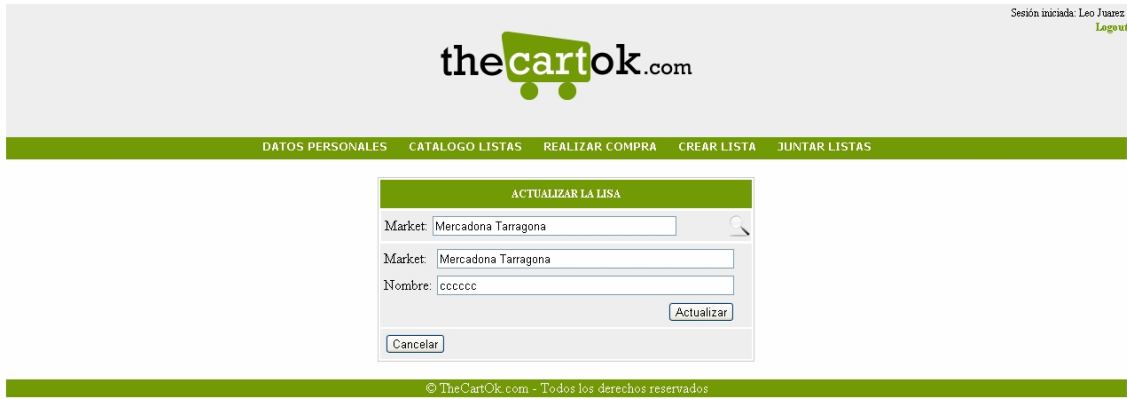 Sesión iniciada: Leo Juarez
Logout
thecartok.com
DATOS PERSONALES CATALOGO LISTAS REALIZAR COMPRA CREAR LISTA JUNTAR LISTAS
ACTUALIZAR LA LISA
Market: Mercadona Tarragona
Market: Mercadona Tarragona
Nombre: cccccc
Actualizar
Cancelar
© TheCartOk.com - Todos los derechos reservados